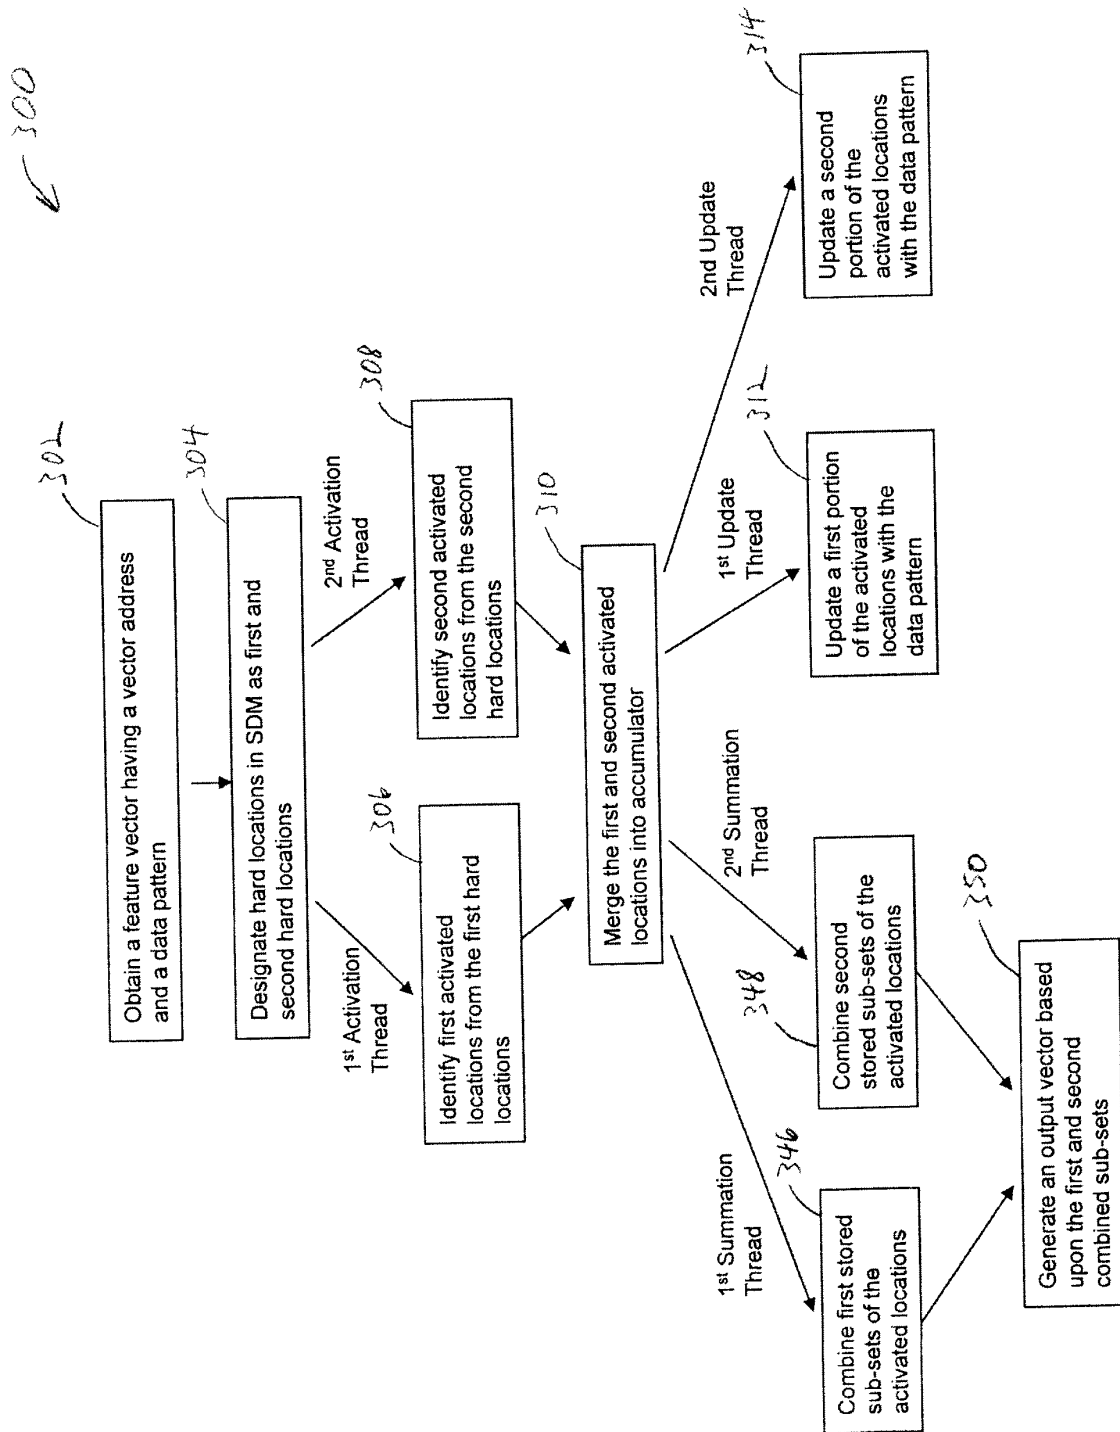 300
302
Obtain a feature vector having a vector address
and a data pattern
304
Designate hard locations in SDM as first and
second hard locations
1st Activation
Thread
2nd Activation
Thread
306
Identify first activated
locations from the first hard
locations
308
Identify second activated
locations from the second
hard locations
310
Merge the first and second activated
locations into accumulator
1st Summation
Thread
2nd Summation
Thread
1st Update
Thread
2nd Update
Thread
346
Combine first stored
sub-sets of the
activated locations
348
Combine second
stored sub-sets of the
activated locations
312
Update a first portion
of the activated
locations with the
data pattern
314
Update a second
portion of the
activated locations
with the data pattern
350
Generate an output vector based
upon the first and second
combined sub-sets